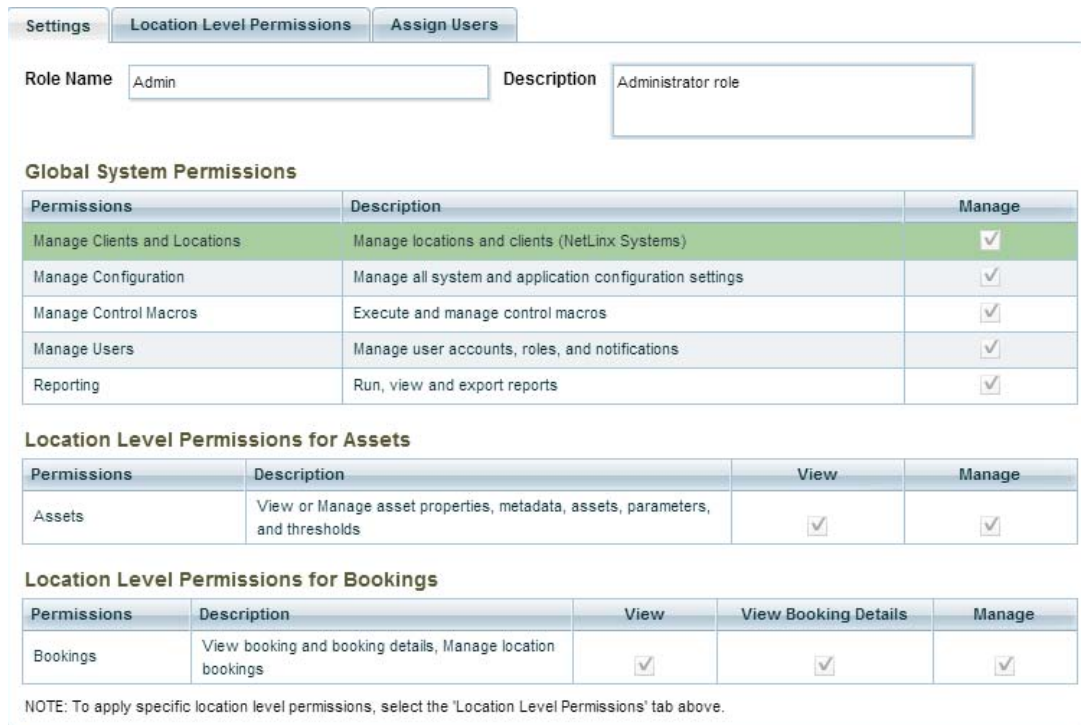 Settings Location Level Permissions Assign Users
Role Name Admin Description Administrator role
Global System Permissions
Permissions Description Manage
Manage Clients and Locations Manage locations and clients (NetLinx Systems)
Manage Configuration Manage all system and application configuration settings
Manage Control Macros Execute and manage control macros
Manage Users Manage user accounts, roles, and notifications
Reporting Run, view and export reports
Location Level Permissions for Assets
Permissions Description View Manage
Assets View or Manage asset properties, metadata, assets, parameters,
and thresholds
Location Level Permissions for Bookings
Permissions Description View View Booking Details Manage
Bookings View booking and booking details, Manage location
bookings
NOTE: To apply specific location level permissions, select the 'Location Level Permissions' tab above.